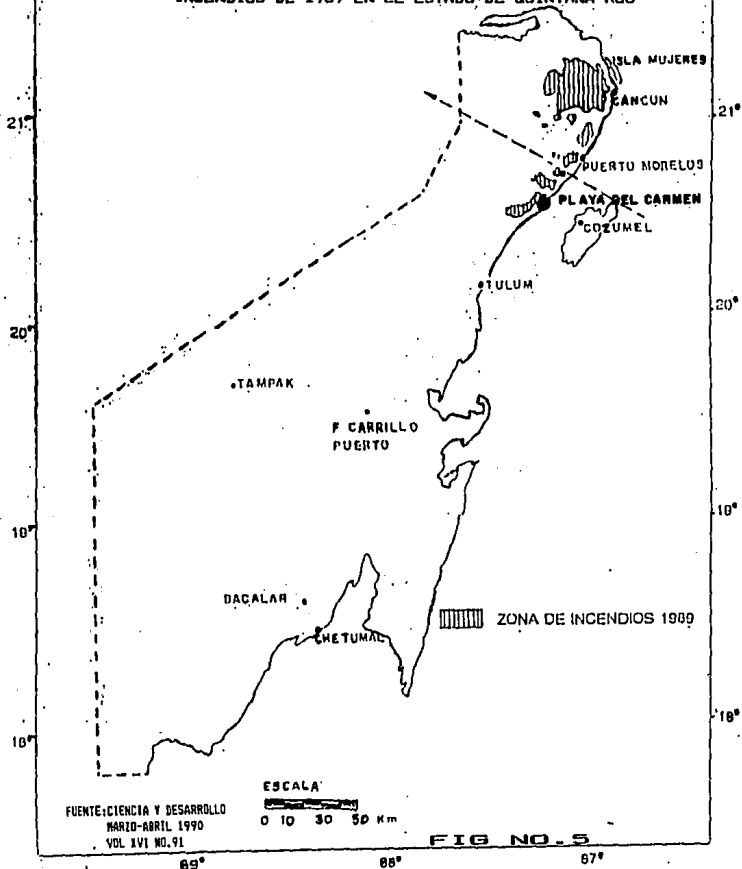 INCENDIOS DE 1989 EN EL ESTADO DE QUINTANA ROO
ISLA MUJERES
CANCUN
21°
21°
PUERTO MORELOS
PLAYA DEL CARMEN
COZUMEL
TULUM
20°
20°
TAMPAK
F CARRILLO
PUERTO
19°
19°
BACALAR
ZONA DE INCENDIOS 1989
CHETUMAL
18°
18°
ESCALA
0 10 30 50 Km
FUENTE:CIENCIA Y DESARROLLO
MARZO-ABRIL 1990
VOL XVI NO.91
FIG NO.5
89°
88°
87°